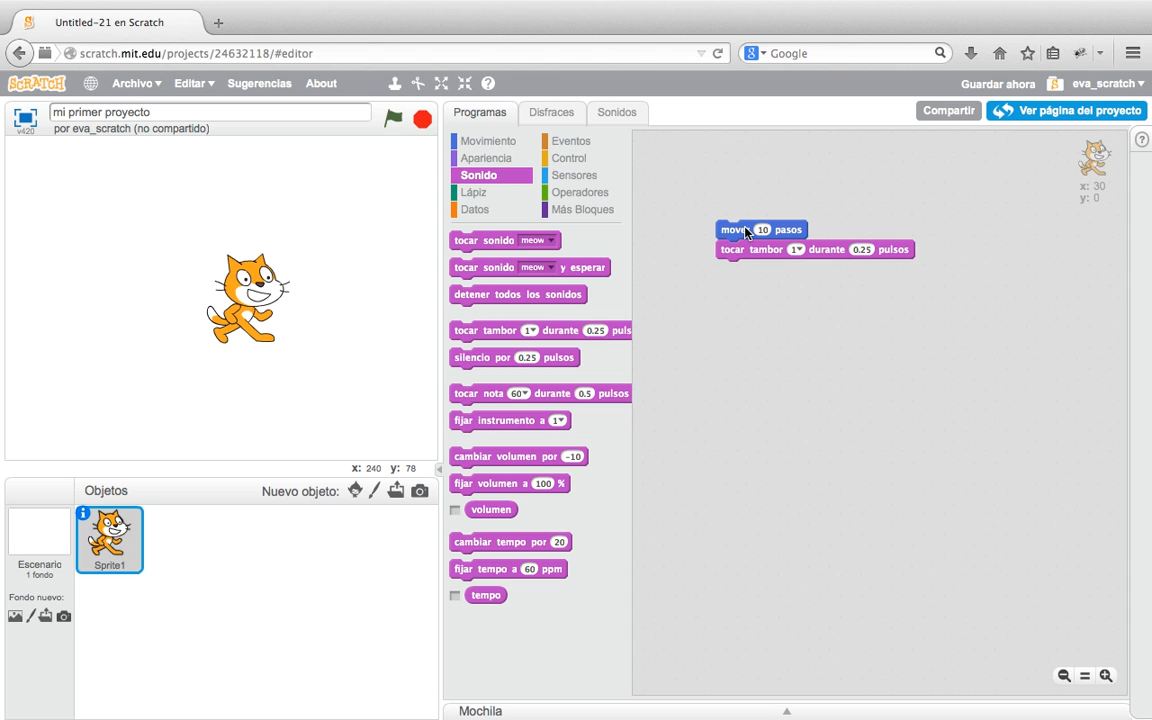 Untitled-21 en Scratch
scratch.mit.edu/projects/24632118/#editor
Google
SCRATCH Archivo Editar Sugerencias About Guardar ahora eva_scratch
v420 mi primer proyecto
por eva_scratch (no compartido)
Programas Disfraces Sonidos Compartir Ver página del proyecto
Movimiento Eventos
Apariencia Control
Sonido Sensores
Lápiz Operadores
Datos Más Bloques
x: 30
y: 0
mover 10 pasos
tocar tambor 1 durante 0.25 pulsos
tocar sonido meow
tocar sonido meow y esperar
detener todos los sonidos
tocar tambor 1 durante 0.25 puls
silencio por 0.25 pulsos
tocar nota 60 durante 0.5 pulsos
fijar instrumento a 1
cambiar volumen por -10
fijar volumen a 100 %
volumen
cambiar tempo por 20
fijar tempo a 60 ppm
tempo
x: 240 y: 78
Objetos Nuevo objeto:
Sprite1
Escenario
1 fondo
Fondo nuevo:
Mochila